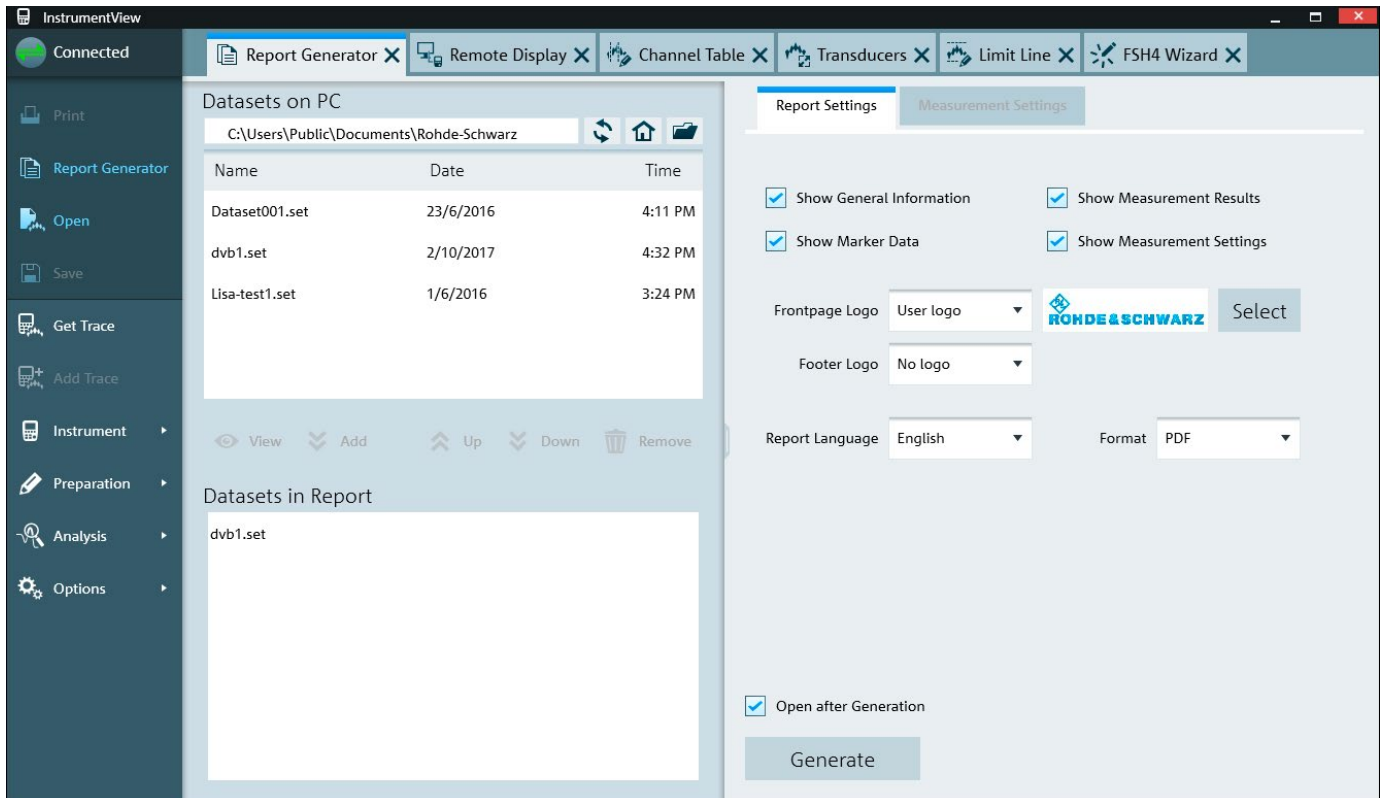 InstrumentView
Connected
Report Generator
Remote Display
Channel Table
Transducers
Limit Line
FSH4 Wizard
Print
Report Generator
Open
Save
Get Trace
Add Trace
Instrument
Preparation
Analysis
Options
Datasets on PC
C:\Users\Public\Documents\Rohde-Schwarz
Name Date Time
Dataset001.set 23/6/2016 4:11 PM
dvb1.set 2/10/2017 4:32 PM
Lisa-test1.set 1/6/2016 3:24 PM
View Add Up Down Remove
Datasets in Report
dvb1.set
Report Settings Measurement Settings
Show General Information Show Measurement Results
Show Marker Data Show Measurement Settings
Frontpage Logo User logo ROHDE&SCHWARZ Select
Footer Logo No logo
Report Language English Format PDF
Open after Generation
Generate